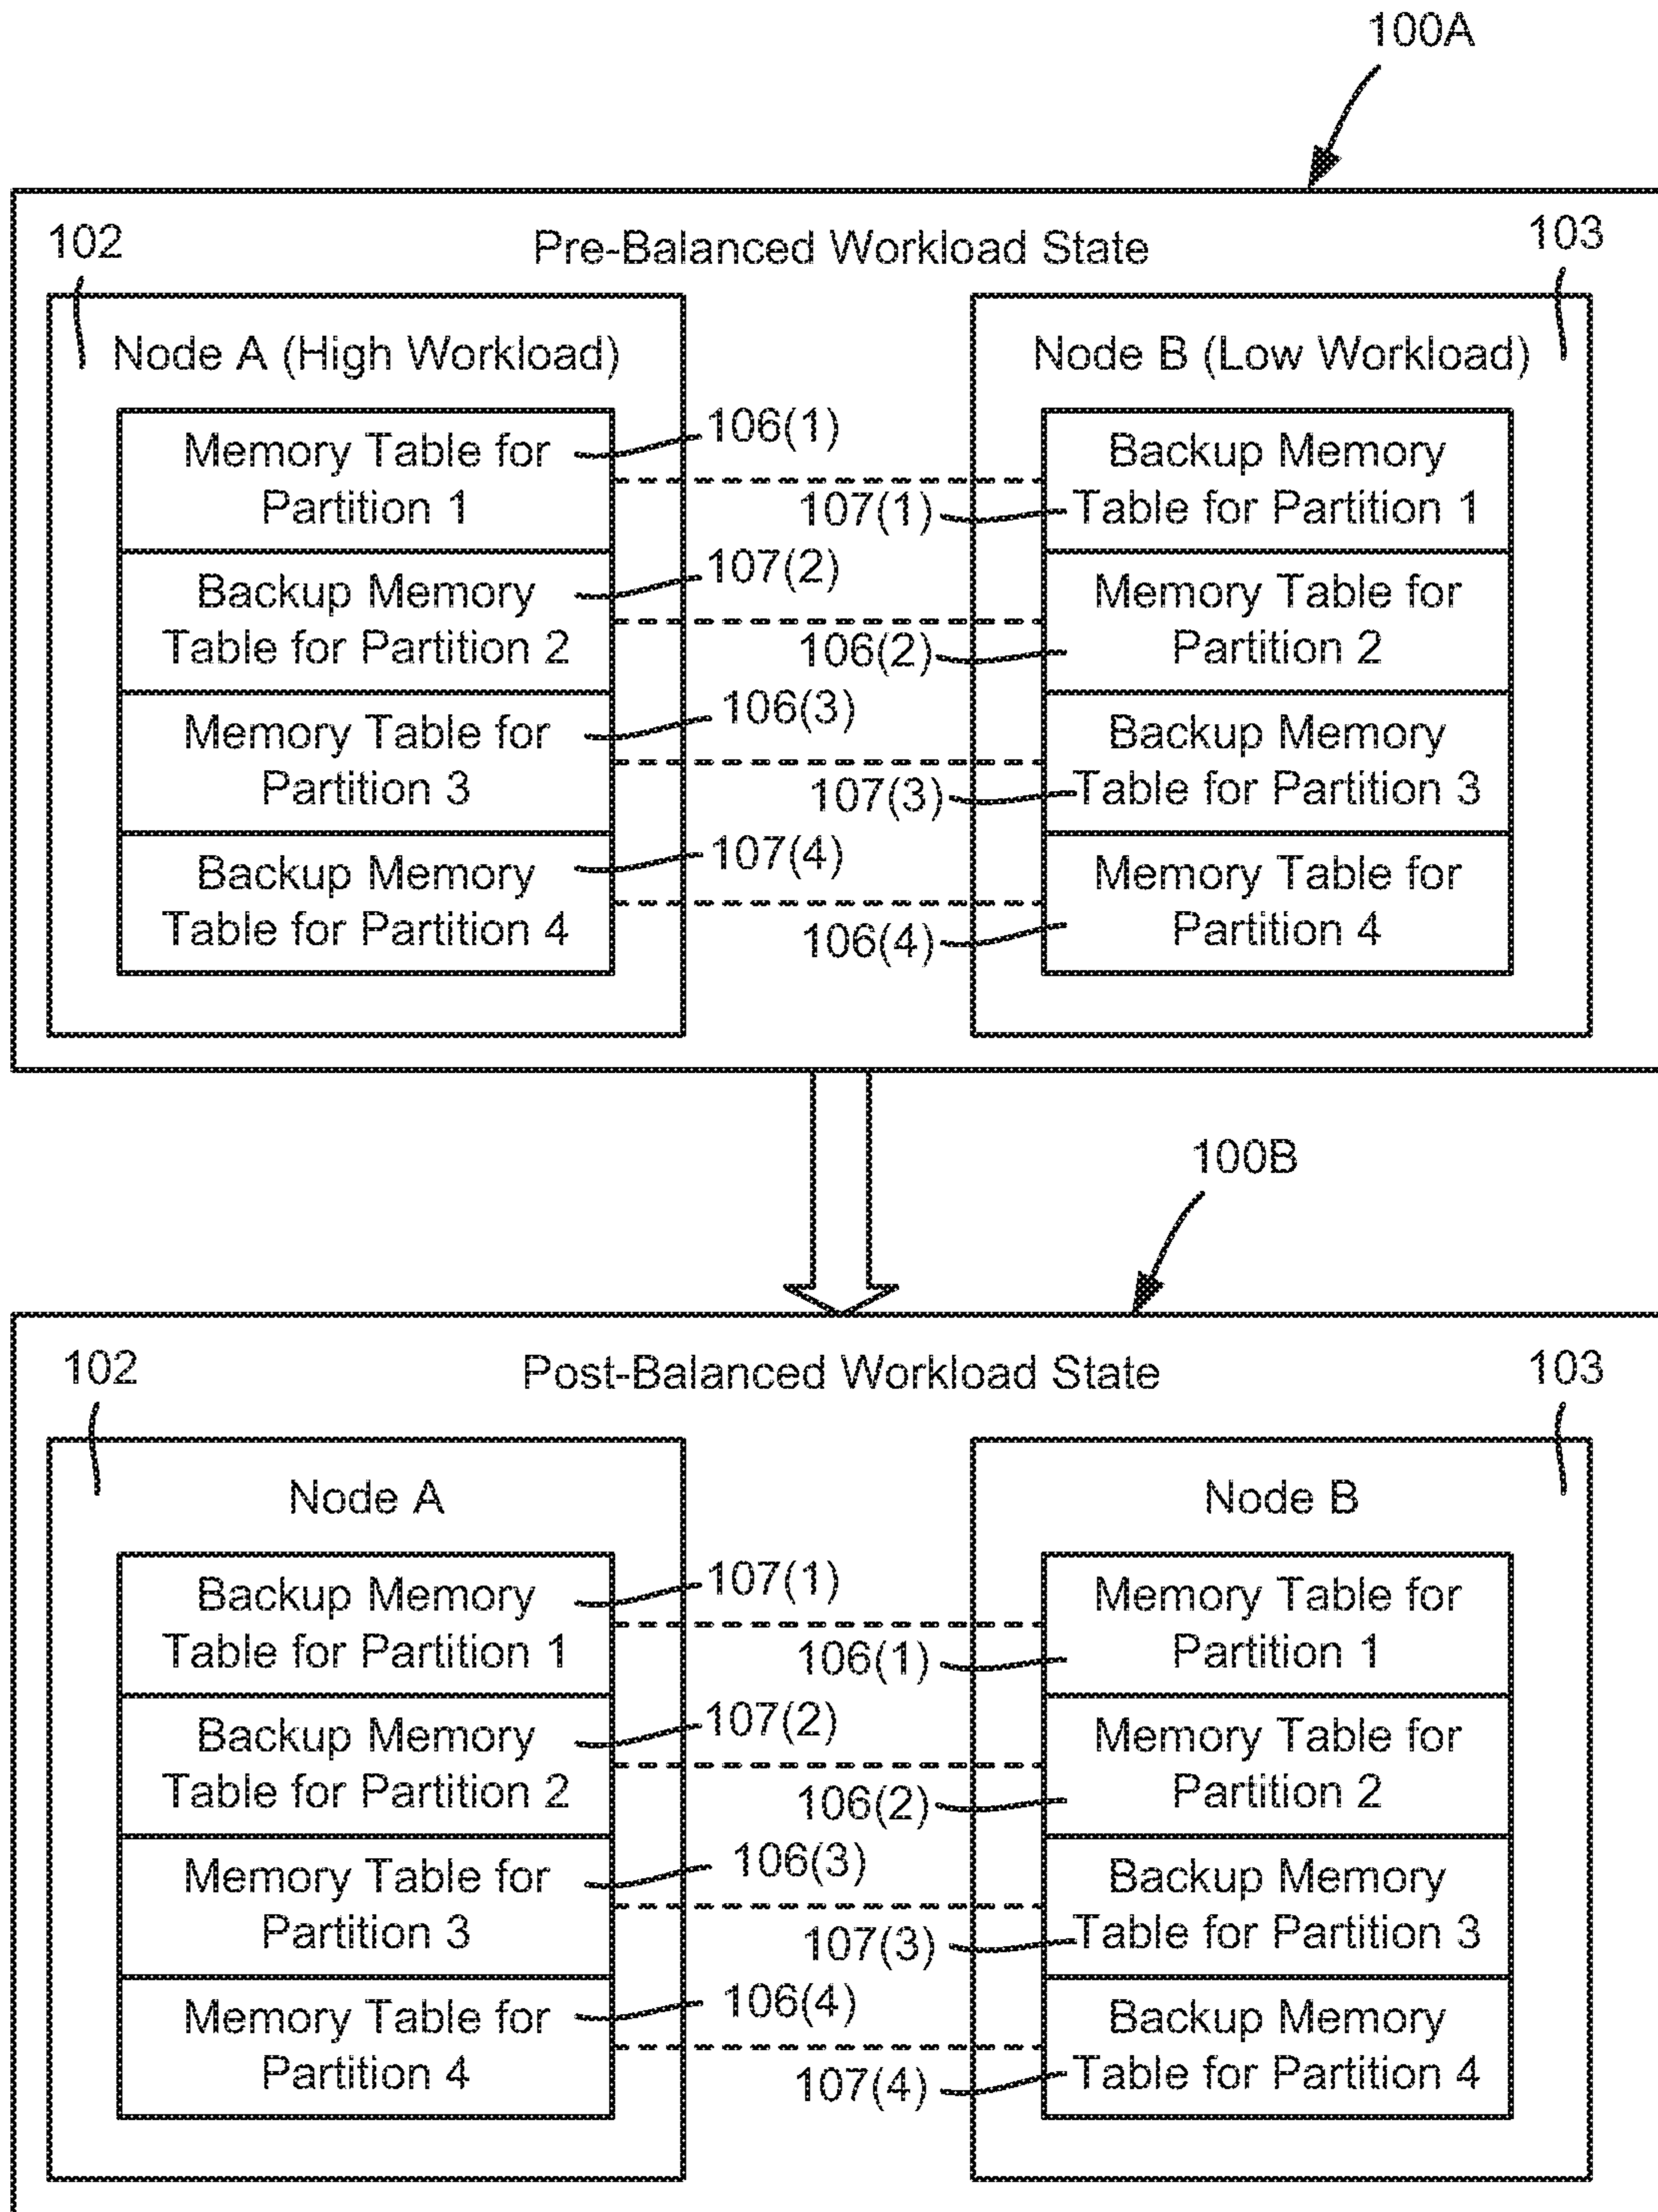 100A
102
Pre-Balanced Workload State
103
Node A (High Workload)
Node B (Low Workload)
Memory Table for
Partition 1
106(1)
107(1)
Backup Memory
Table for Partition 1
Backup Memory
Table for Partition 2
107(2)
106(2)
Memory Table for
Partition 2
Memory Table for
Partition 3
106(3)
107(3)
Backup Memory
Table for Partition 3
Backup Memory
Table for Partition 4
107(4)
106(4)
Memory Table for
Partition 4
100B
102
Post-Balanced Workload State
103
Node A
Node B
Backup Memory
Table for Partition 1
107(1)
106(1)
Memory Table for
Partition 1
Backup Memory
Table for Partition 2
107(2)
106(2)
Memory Table for
Partition 2
Memory Table for
Partition 3
106(3)
107(3)
Backup Memory
Table for Partition 3
Memory Table for
Partition 4
106(4)
107(4)
Backup Memory
Table for Partition 4